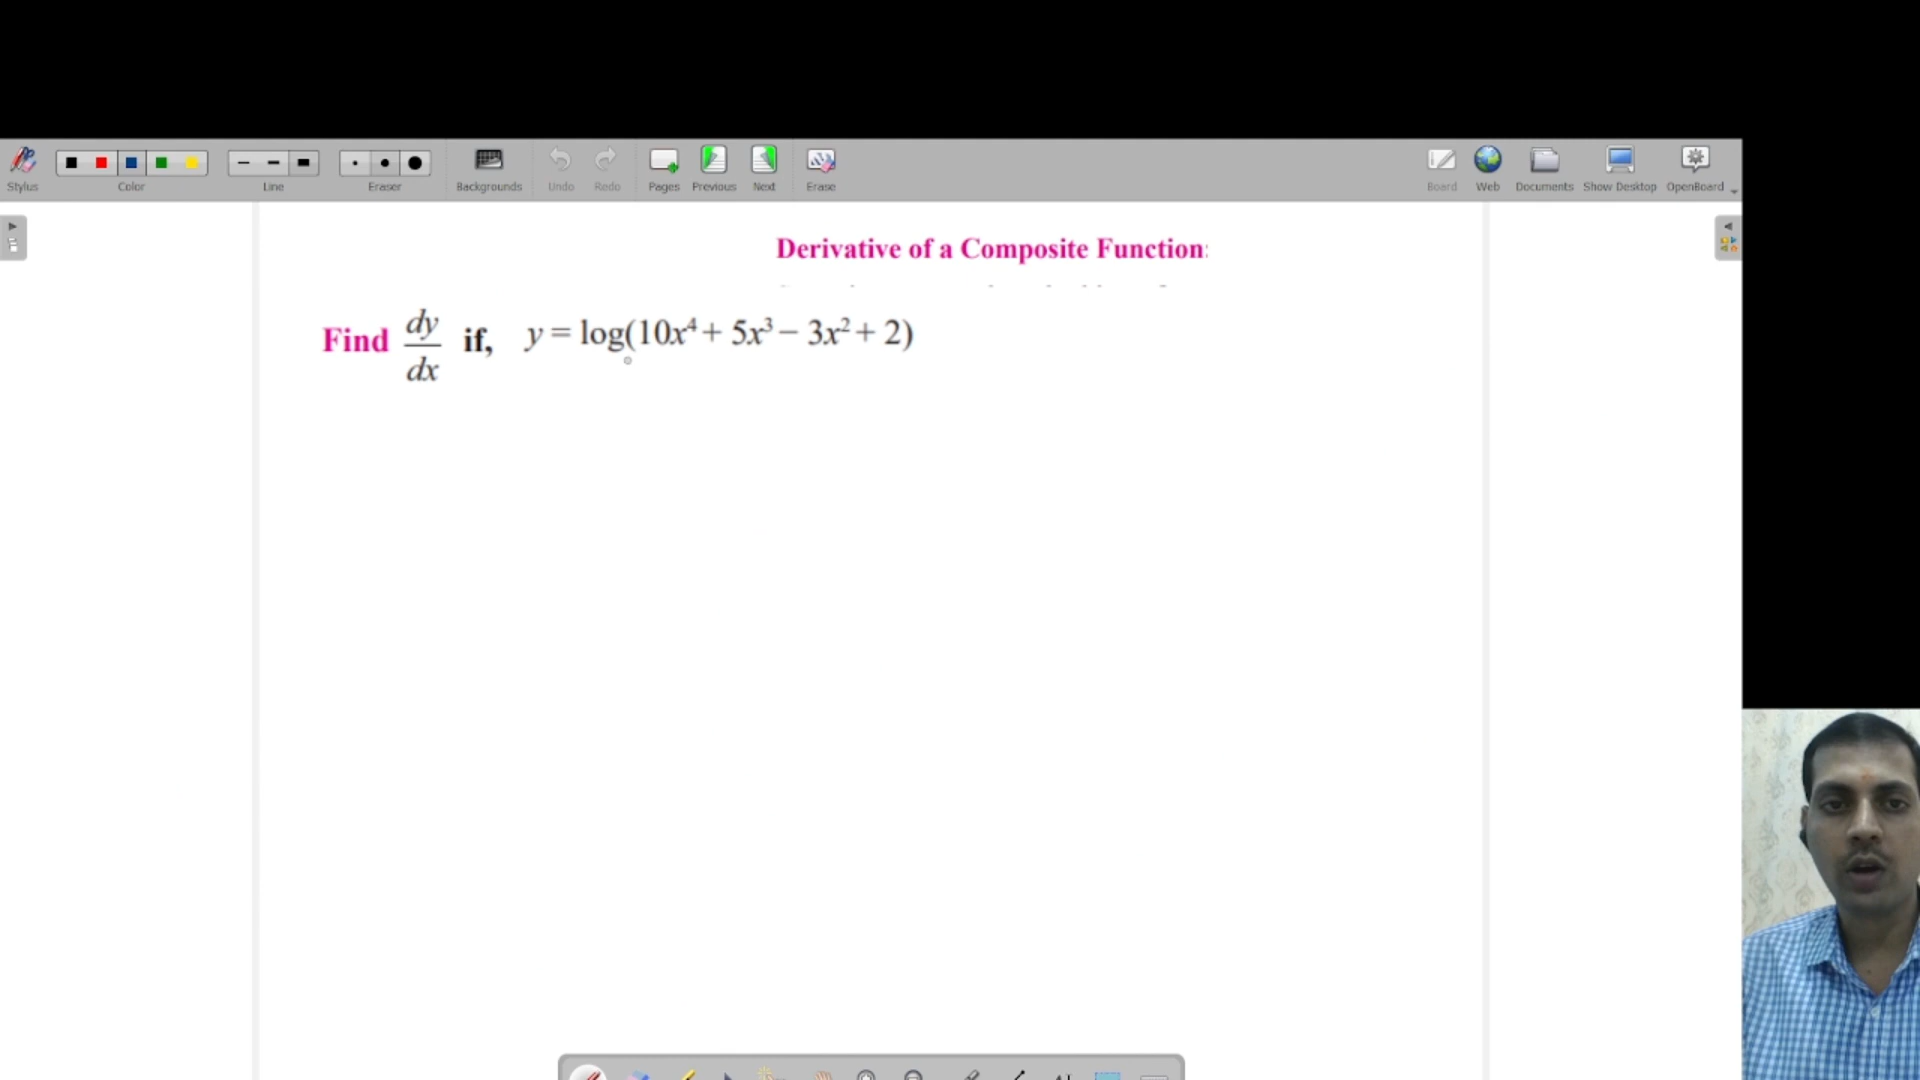 Stylus Color Line Eraser Backgrounds Undo Redo Pages Previous Next Erase Board Web Documents Show Desktop OpenBoard
Derivative of a Composite Function:
Find dy/dx if, y = log(10x⁴ + 5x³ − 3x² + 2)